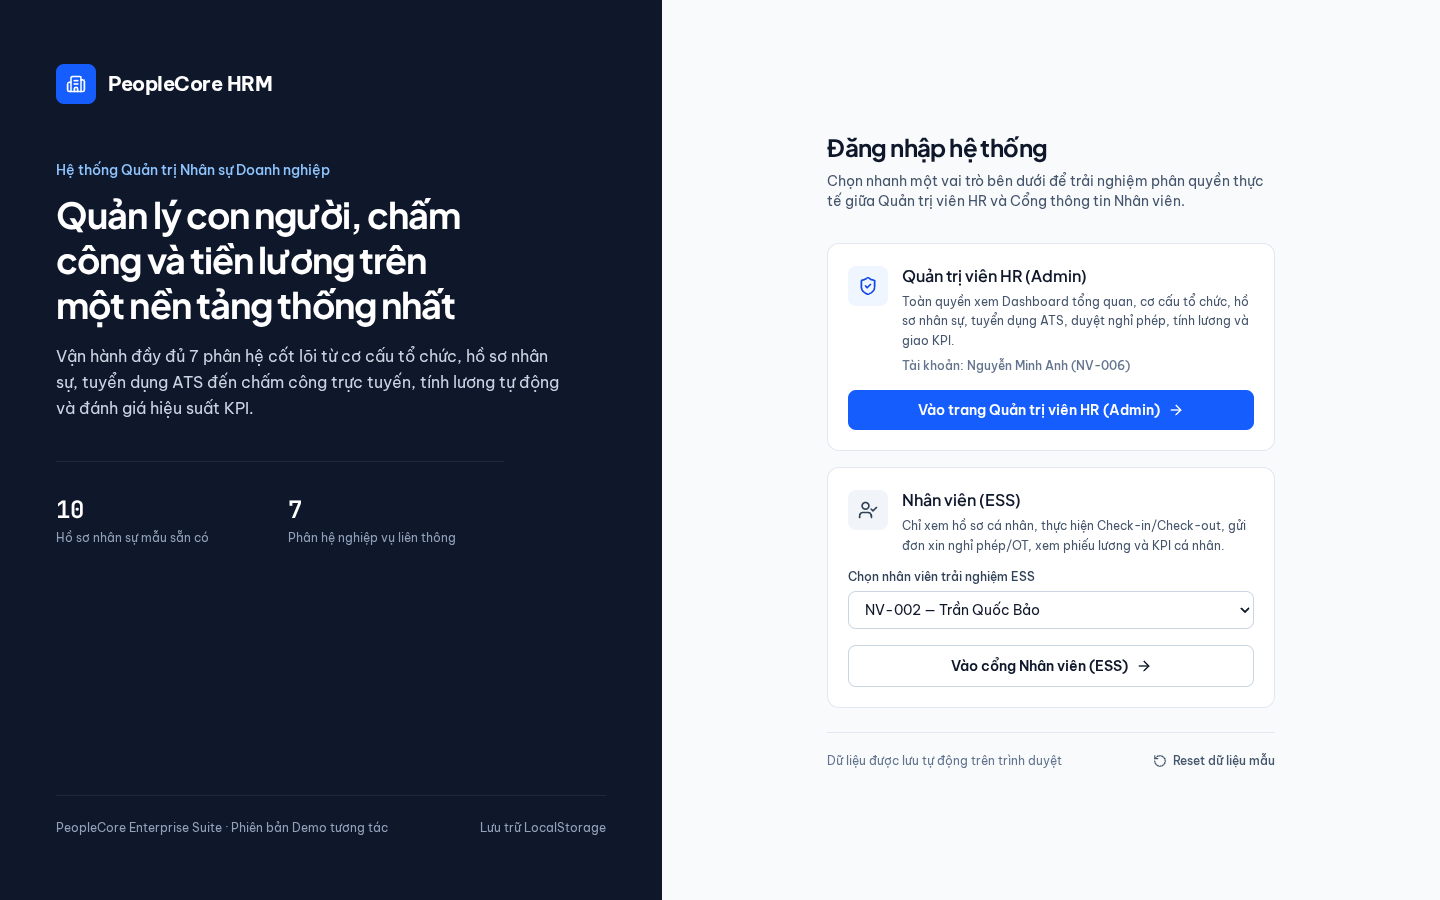 PeopleCore HRM
Hệ thống Quản trị Nhân sự Doanh nghiệp
Quản lý con người, chấm
công và tiền lương trên
một nền tảng thống nhất
Vận hành đầy đủ 7 phân hệ cốt lõi từ cơ cấu tổ chức, hồ sơ nhân
sự, tuyển dụng ATS đến chấm công trực tuyến, tính lương tự động
và đánh giá hiệu suất KPI.
10
Hồ sơ nhân sự mẫu sẵn có
7
Phân hệ nghiệp vụ liên thông
PeopleCore Enterprise Suite · Phiên bản Demo tương tác
Lưu trữ LocalStorage
Đăng nhập hệ thống
Chọn nhanh một vai trò bên dưới để trải nghiệm phân quyền thực
tế giữa Quản trị viên HR và Cổng thông tin Nhân viên.
Quản trị viên HR (Admin)
Toàn quyền xem Dashboard tổng quan, cơ cấu tổ chức, hồ
sơ nhân sự, tuyển dụng ATS, duyệt nghỉ phép, tính lương và
giao KPI.
Tài khoản: Nguyễn Minh Anh (NV-006)
Vào trang Quản trị viên HR (Admin)
Nhân viên (ESS)
Chỉ xem hồ sơ cá nhân, thực hiện Check-in/Check-out, gửi
đơn xin nghỉ phép/OT, xem phiếu lương và KPI cá nhân.
Chọn nhân viên trải nghiệm ESS
NV-002 — Trần Quốc Bảo
Vào cổng Nhân viên (ESS)
Dữ liệu được lưu tự động trên trình duyệt
Reset dữ liệu mẫu